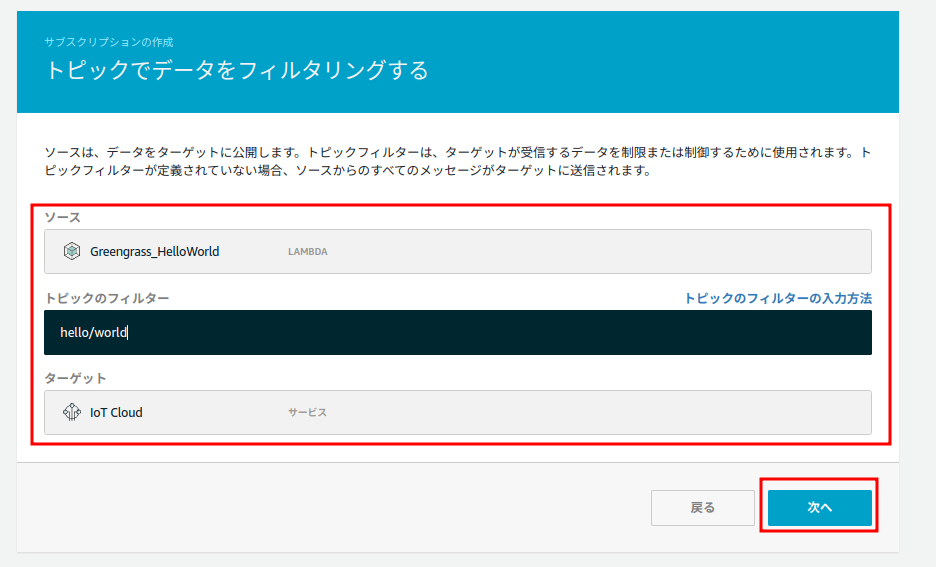 サブスクリプションの作成
トピックでデータをフィルタリングする
ソースは、データをターゲットに公開します。トピックフィルターは、ターゲットが受信するデータを制限または制御するために使用されます。ト
ピックフィルターが定義されていない場合、ソースからのすべてのメッセージがターゲットに送信されます。
ソース
Greengrass_HelloWorld LAMBDA
トピックのフィルター トピックのフィルターの入力方法
hello/world
ターゲット
IoT Cloud サービス
戻る 次へ